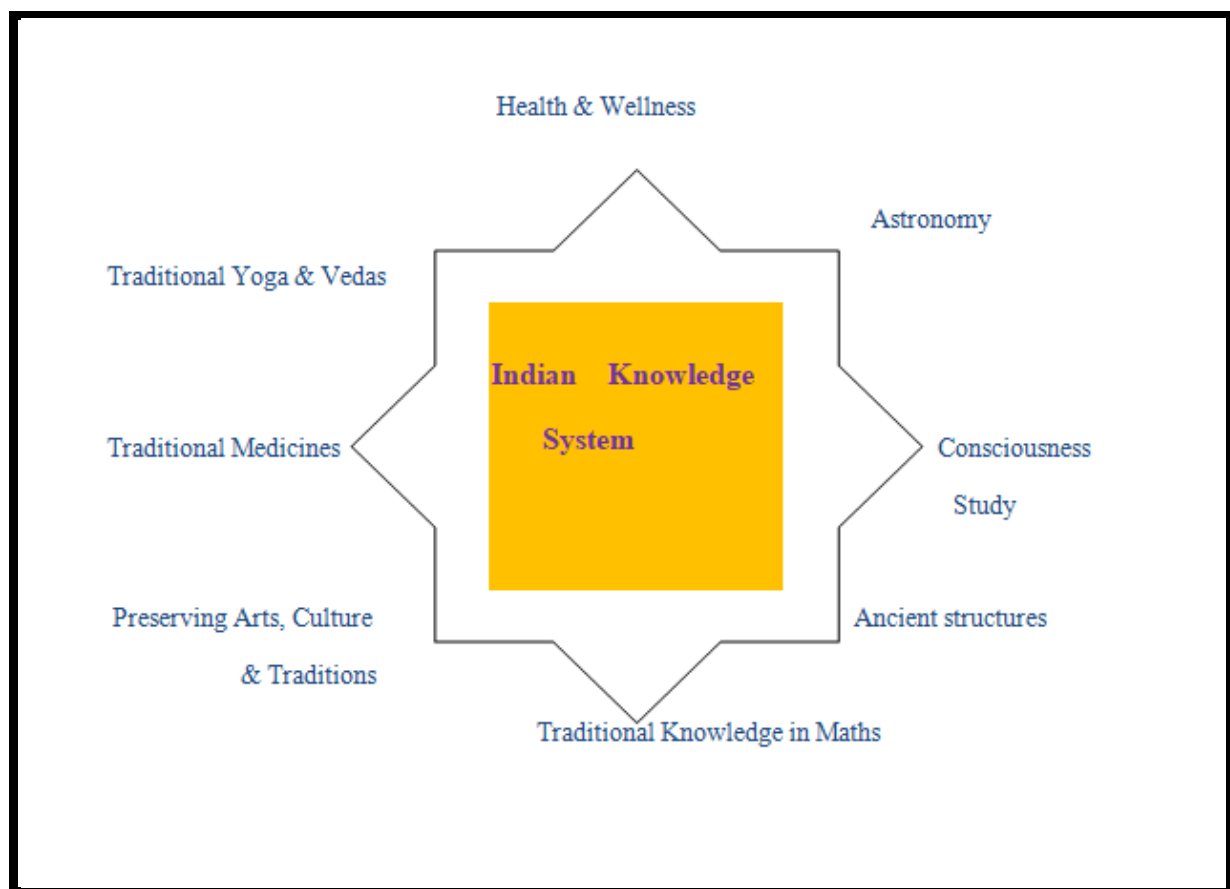 Health & Wellness
Astronomy
Traditional Yoga & Vedas
Indian Knowledge
System
Traditional Medicines
Consciousness
Study
Preserving Arts, Culture
& Traditions
Ancient structures
Traditional Knowledge in Maths